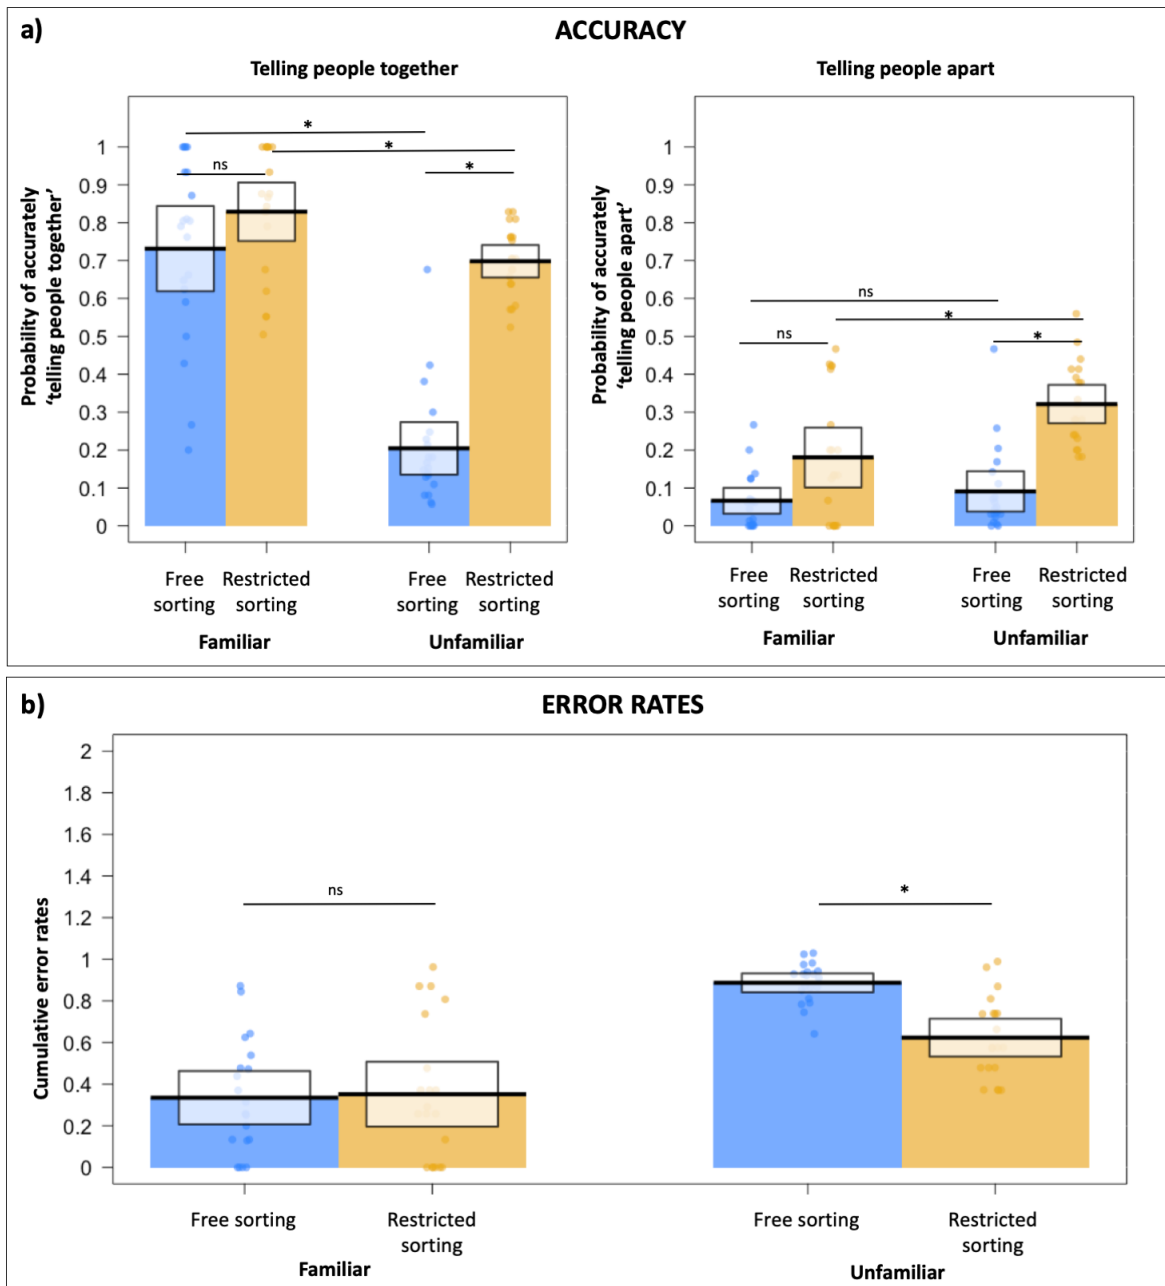 a)
ACCURACY
Telling people together
Probability of accurately
‘telling people together’
1
0.9
0.8
0.7
0.6
0.5
0.4
0.3
0.2
0.1
0
*
*
ns
*
Free
sorting
Restricted
sorting
Free
sorting
Restricted
sorting
Familiar
Unfamiliar
Telling people apart
Probability of accurately
‘telling people apart’
1
0.9
0.8
0.7
0.6
0.5
0.4
0.3
0.2
0.1
0
ns
*
ns
*
Free
sorting
Restricted
sorting
Free
sorting
Restricted
sorting
Familiar
Unfamiliar
b)
ERROR RATES
Cumulative error rates
2
1.8
1.6
1.4
1.2
1
0.8
0.6
0.4
0.2
0
ns
*
Free sorting
Restricted
sorting
Free sorting
Restricted
sorting
Familiar
Unfamiliar